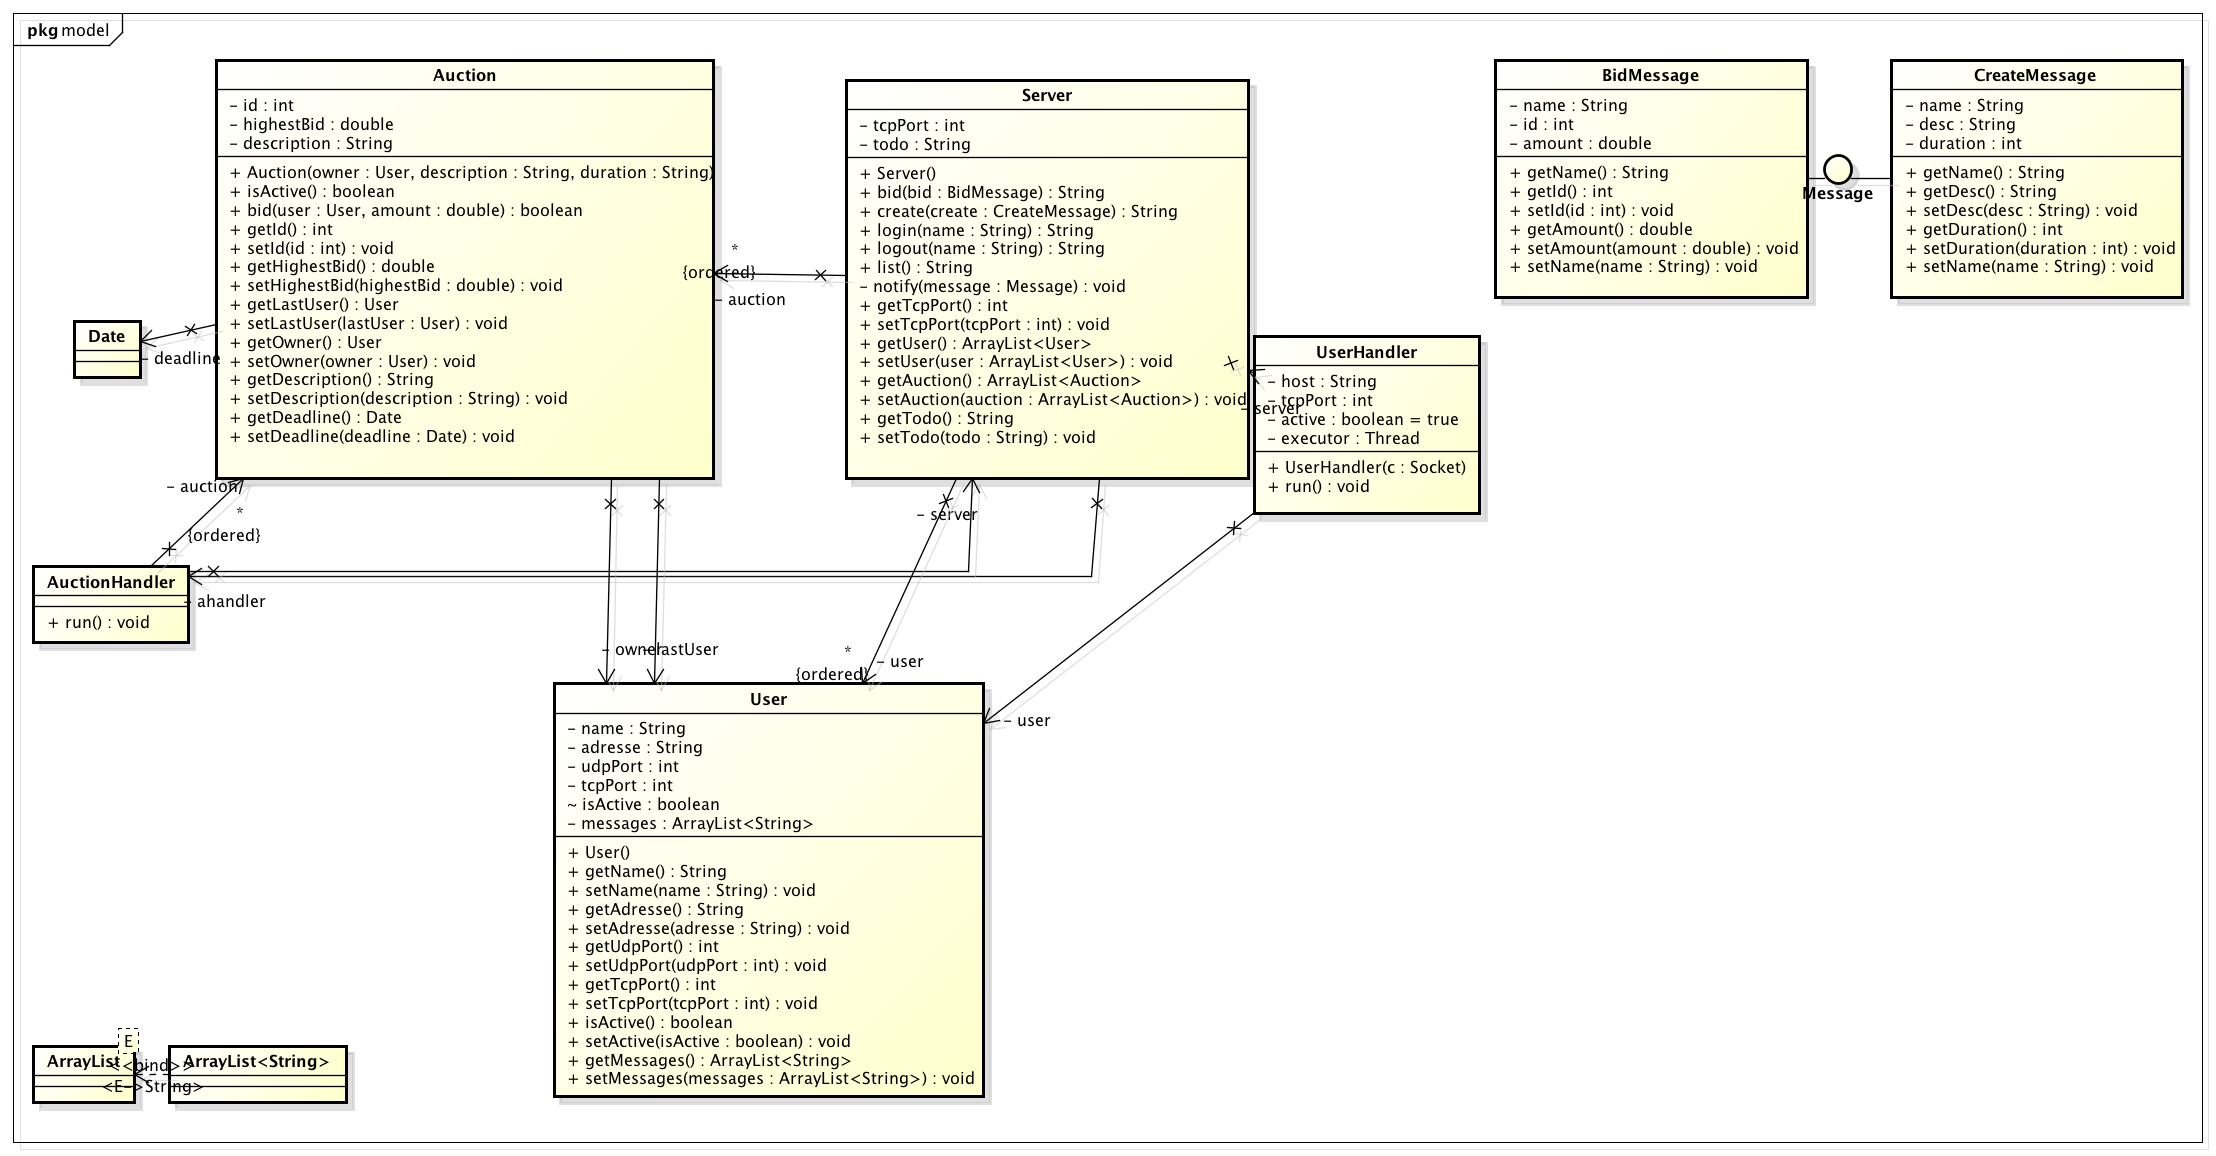 pkg model
Auction
– id : int
– highestBid : double
– description : String
+ Auction(owner : User, description : String, duration : String)
+ isActive() : boolean
+ bid(user : User, amount : double) : boolean
+ getId() : int
+ setId(id : int) : void
+ getHighestBid() : double
+ setHighestBid(highestBid : double) : void
+ getLastUser() : User
+ setLastUser(lastUser : User) : void
+ getOwner() : User
+ setOwner(owner : User) : void
+ getDescription() : String
+ setDescription(description : String) : void
+ getDeadline() : Date
+ setDeadline(deadline : Date) : void
*
{ordered}
– auction
Server
– tcpPort : int
– todo : String
+ Server()
+ bid(bid : BidMessage) : String
+ create(create : CreateMessage) : String
+ login(name : String) : String
+ logout(name : String) : String
+ list() : String
– notify(message : Message) : void
+ getTcpPort() : int
+ setTcpPort(tcpPort : int) : void
+ getUser() : ArrayList<User>
+ setUser(user : ArrayList<User>) : void
+ getAuction() : ArrayList<Auction>
+ setAuction(auction : ArrayList<Auction>) : void
+ getTodo() : String
+ setTodo(todo : String) : void
BidMessage
– name : String
– id : int
– amount : double
+ getName() : String
+ getId() : int
+ setId(id : int) : void
+ getAmount() : double
+ setAmount(amount : double) : void
+ setName(name : String) : void
Message
CreateMessage
– name : String
– desc : String
– duration : int
+ getName() : String
+ getDesc() : String
+ setDesc(desc : String) : void
+ getDuration() : int
+ setDuration(duration : int) : void
+ setName(name : String) : void
Date
– deadline
UserHandler
– host : String
– tcpPort : int
– active : boolean = true
– executor : Thread
+ UserHandler(c : Socket)
+ run() : void
– server
– auction
*
{ordered}
– server
AuctionHandler
+ run() : void
– ahandler
– owner
– lastUser
*
{ordered}
– user
– user
User
– name : String
– adresse : String
– udpPort : int
– tcpPort : int
~ isActive : boolean
– messages : ArrayList<String>
+ User()
+ getName() : String
+ setName(name : String) : void
+ getAdresse() : String
+ setAdresse(adresse : String) : void
+ getUdpPort() : int
+ setUdpPort(udpPort : int) : void
+ getTcpPort() : int
+ setTcpPort(tcpPort : int) : void
+ isActive() : boolean
+ setActive(isActive : boolean) : void
+ getMessages() : ArrayList<String>
+ setMessages(messages : ArrayList<String>) : void
E
ArrayList
<<bind>>
<E->String>
ArrayList<String>